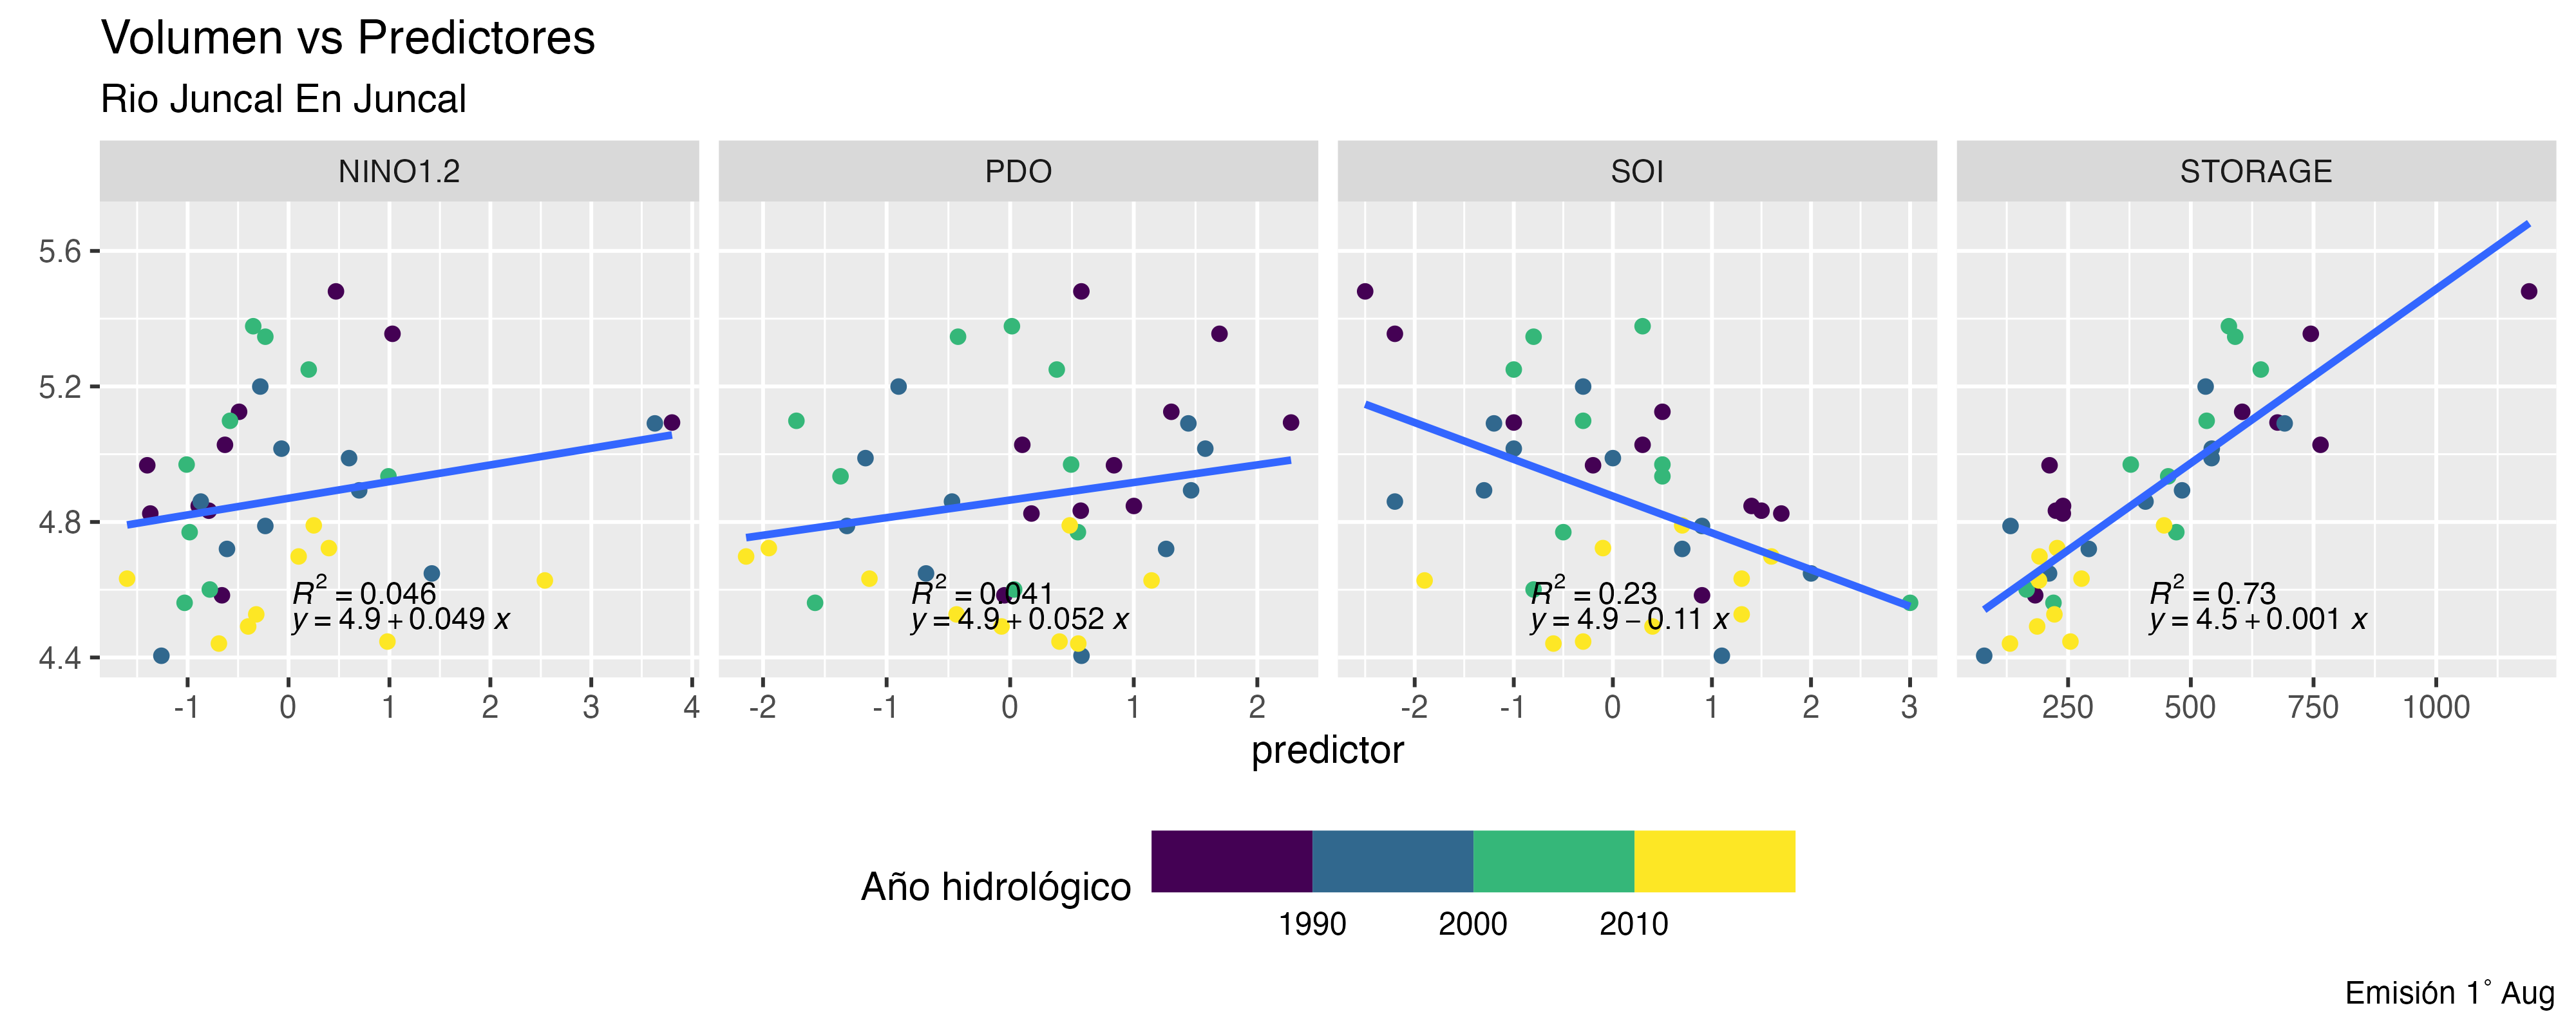 Volumen vs Predictores
Rio Juncal En Juncal
NINO1.2 PDO SOI STORAGE
5.6
5.2
4.8
4.4
R² = 0.046 R² = 0.041 R² = 0.23 R² = 0.73
y = 4.9 + 0.049 x y = 4.9 + 0.052 x y = 4.9 − 0.11 x y = 4.5 + 0.001 x
-1 0 1 2 3 4 -2 -1 0 1 2 -2 -1 0 1 2 3 250 500 750 1000
predictor
Año hidrológico
1990 2000 2010
Emisión 1° Aug